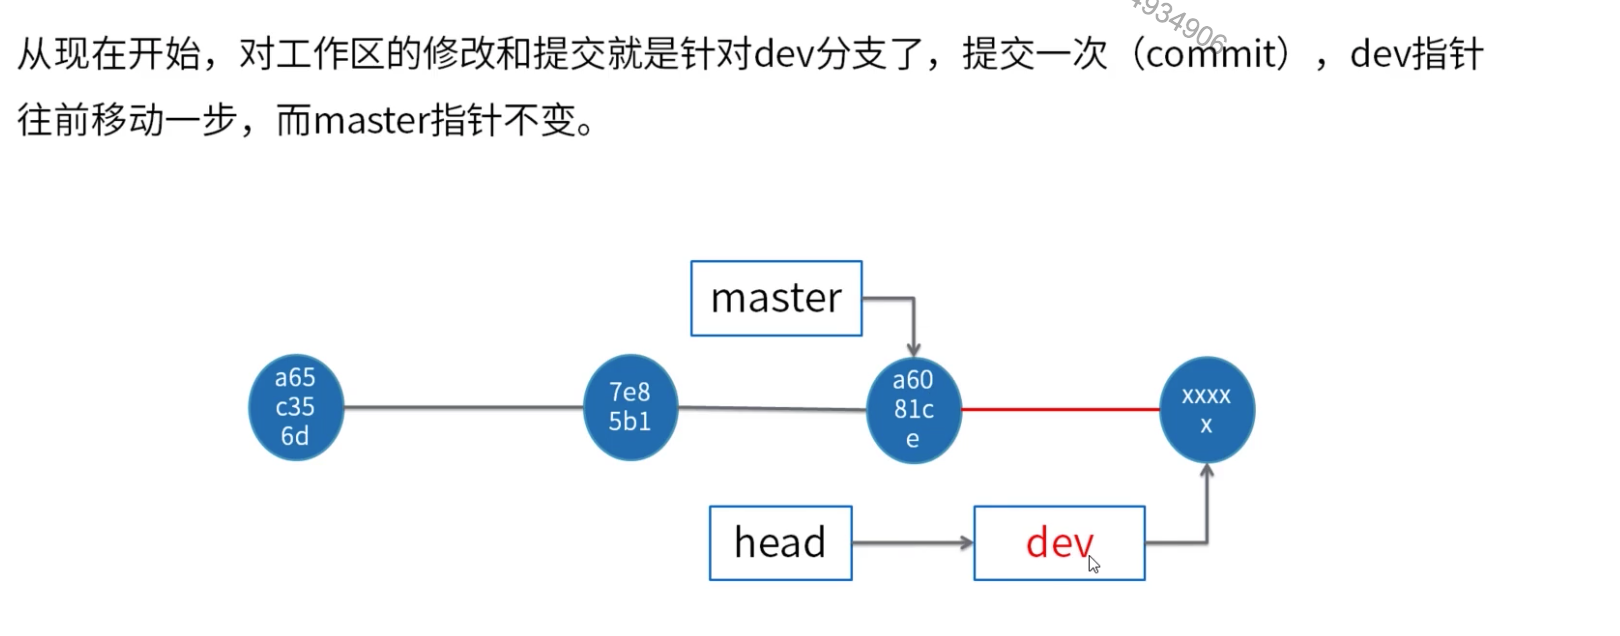 4934906
从现在开始，对工作区的修改和提交就是针对dev分支了，提交一次（commit），dev指针
往前移动一步，而master指针不变。
master
a65
c35
6d
7e8
5b1
a60
81c
e
xxxx
x
head
dev